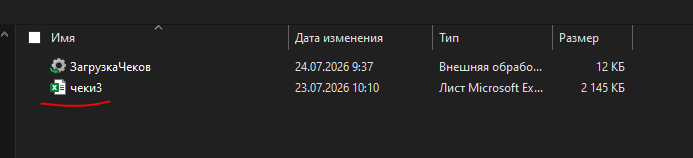 Имя Дата изменения Тип Размер
ЗагрузкаЧеков 24.07.2026 9:37 Внешняя обрабо... 12 КБ
чеки3 23.07.2026 10:10 Лист Microsoft Ex... 2 145 КБ